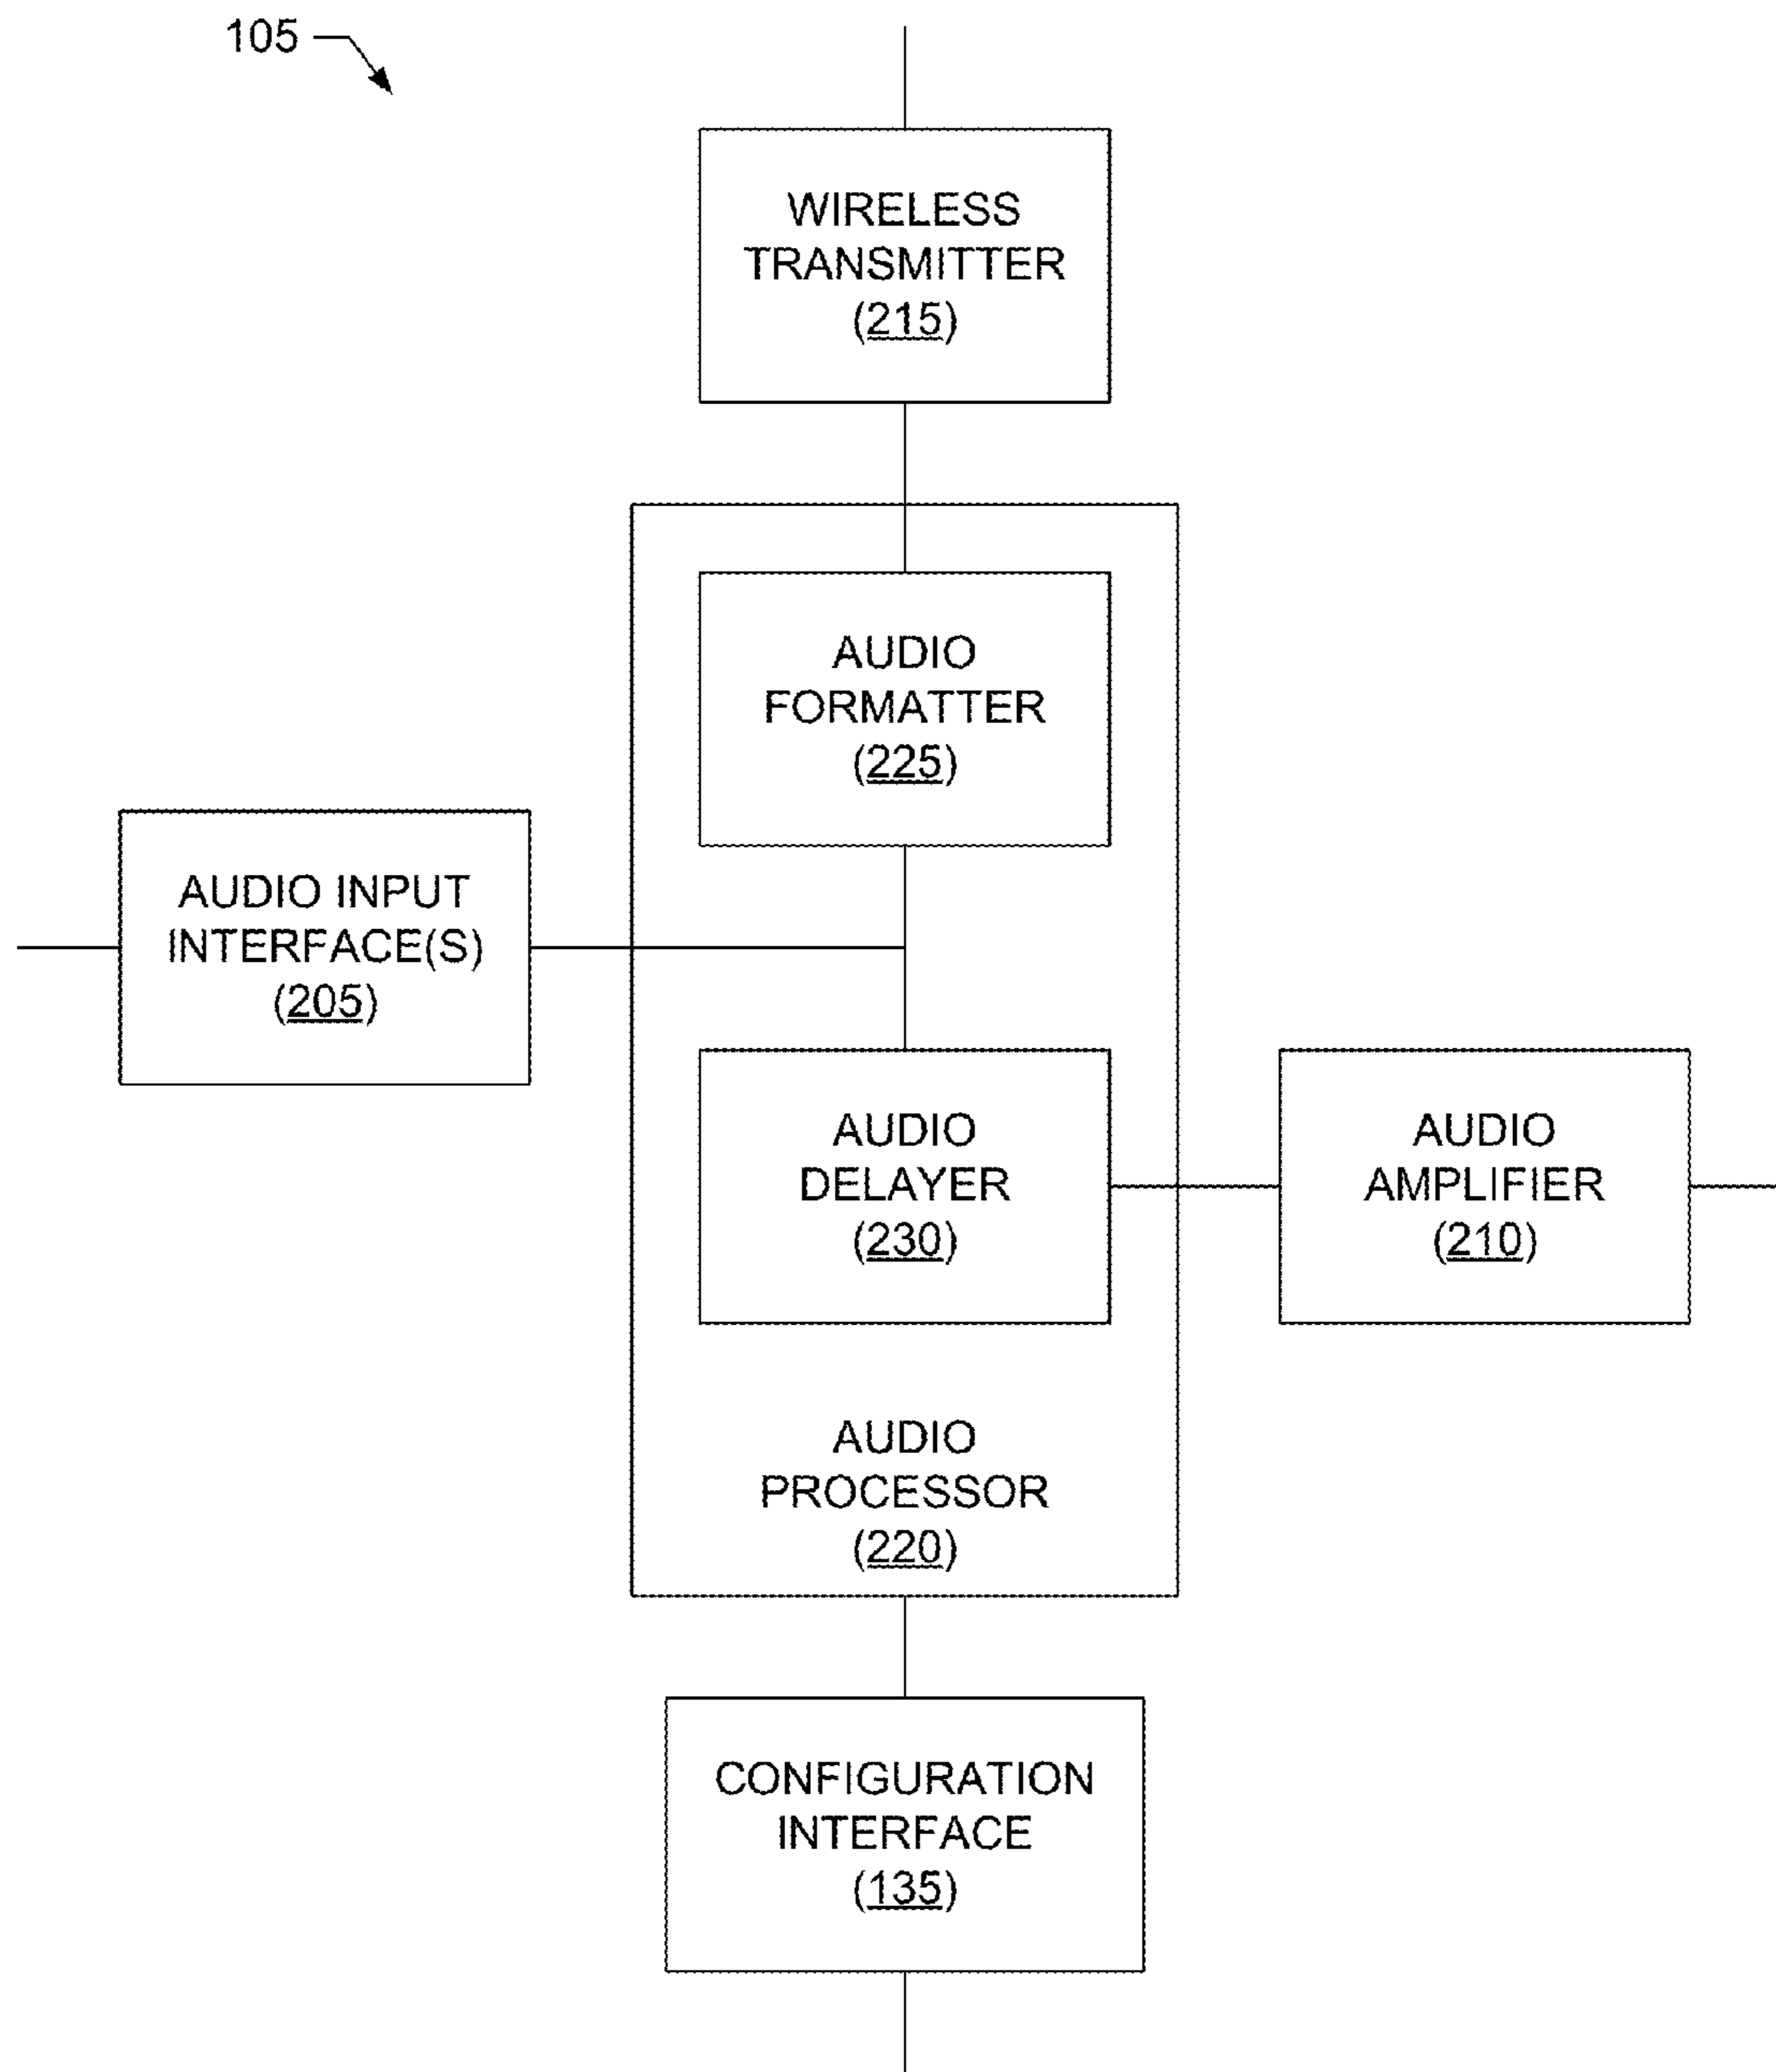 105
WIRELESS
TRANSMITTER
(215)
AUDIO
FORMATTER
(225)
AUDIO INPUT
INTERFACE(S)
(205)
AUDIO
DELAYER
(230)
AUDIO
AMPLIFIER
(210)
AUDIO
PROCESSOR
(220)
CONFIGURATION
INTERFACE
(135)